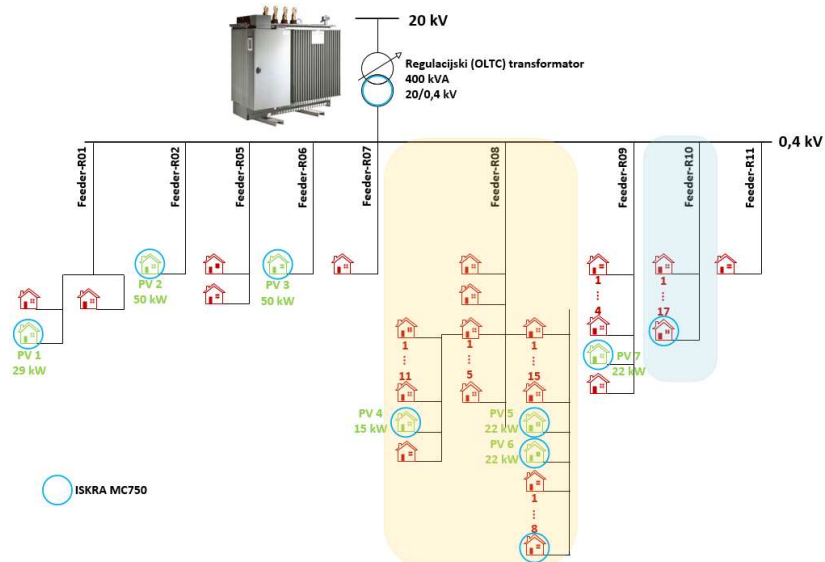 20 kV
Regulacijski (OLTC) transformator
400 kVA
20/0,4 kV
0,4 kV
Feeder-R01
Feeder-R02
Feeder-R05
Feeder-R06
Feeder-R07
Feeder-R08
Feeder-R09
Feeder-R10
Feeder-R11
PV 1
29 kW
PV 2
50 kW
PV 3
50 kW
1
⋮
11
PV 4
15 kW
1
⋮
5
1
⋮
15
PV 5
22 kW
PV 6
22 kW
1
⋮
8
1
⋮
4
PV 7
22 kW
1
⋮
17
ISKRA MC750